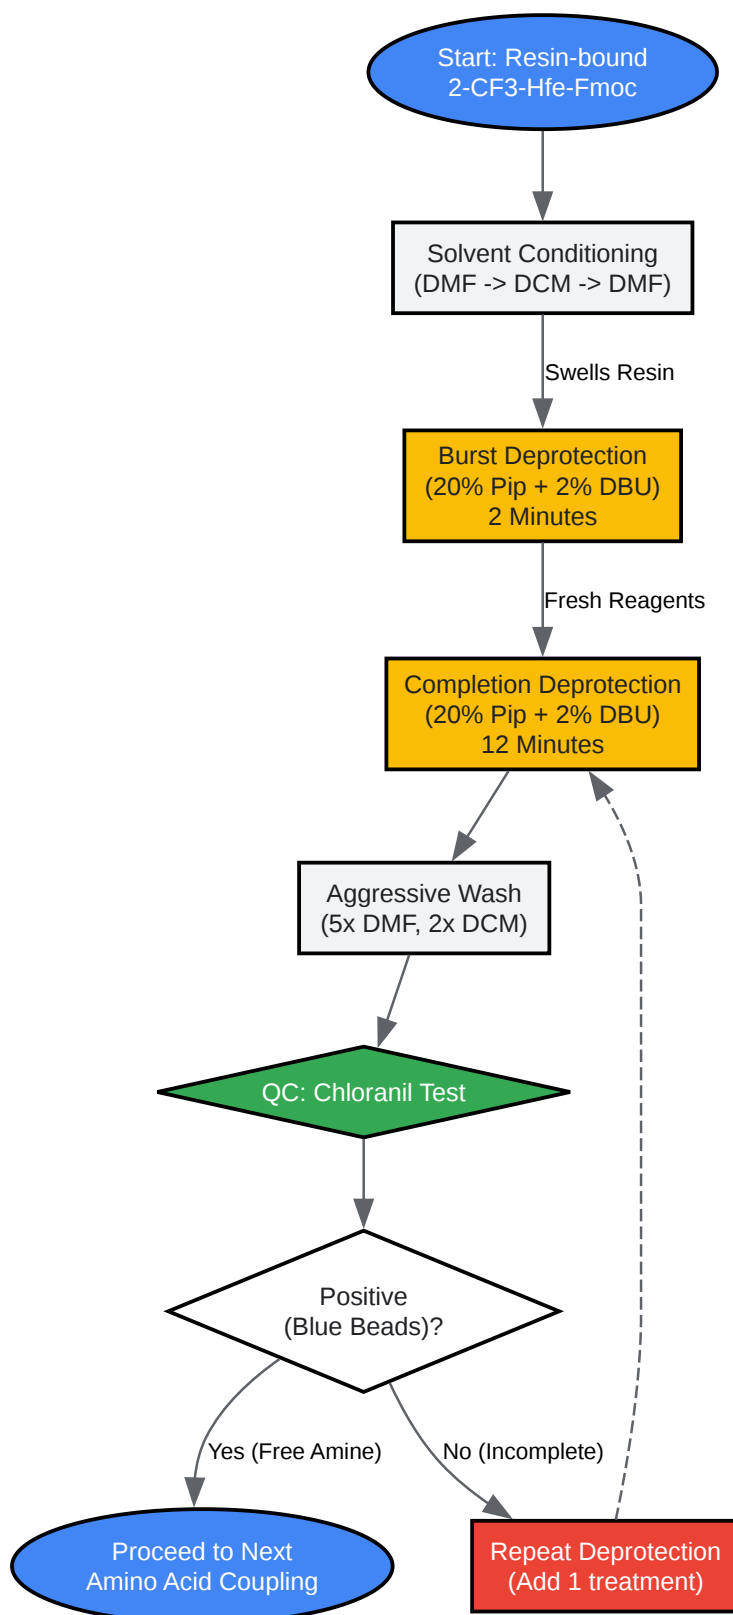 Start: Resin-bound
2-CF3-Hfe-Fmoc
Solvent Conditioning
(DMF -> DCM -> DMF)
Swells Resin
Burst Deprotection
(20% Pip + 2% DBU)
2 Minutes
Fresh Reagents
Completion Deprotection
(20% Pip + 2% DBU)
12 Minutes
Aggressive Wash
(5x DMF, 2x DCM)
QC: Chloranil Test
Positive
(Blue Beads)?
Yes (Free Amine)
No (Incomplete)
Proceed to Next
Amino Acid Coupling
Repeat Deprotection
(Add 1 treatment)